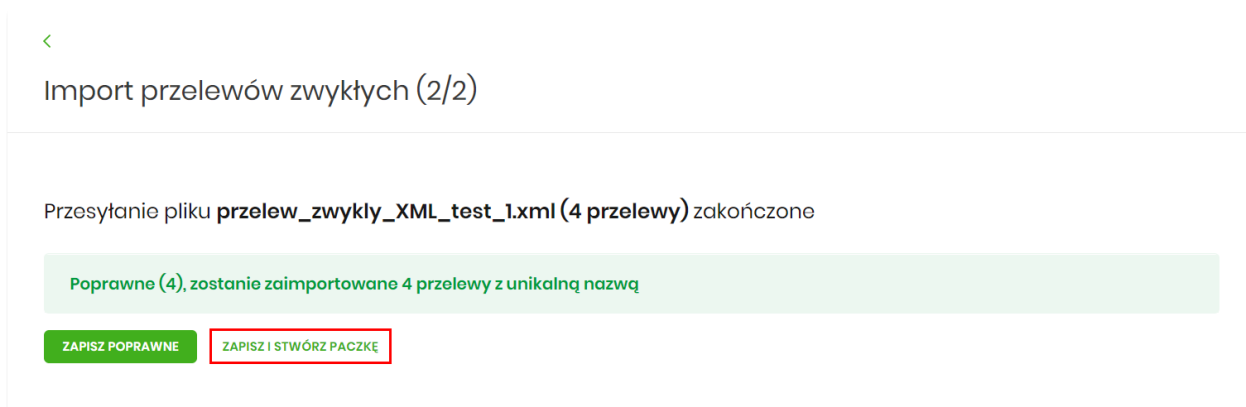 Import przelewów zwykłych (2/2)
Przesyłanie pliku przelew_zwykly_XML_test_1.xml (4 przelewy) zakończone
Poprawne (4), zostanie zaimportowane 4 przelewy z unikalną nazwą
ZAPISZ POPRAWNE ZAPISZ I STWÓRZ PACZKĘ